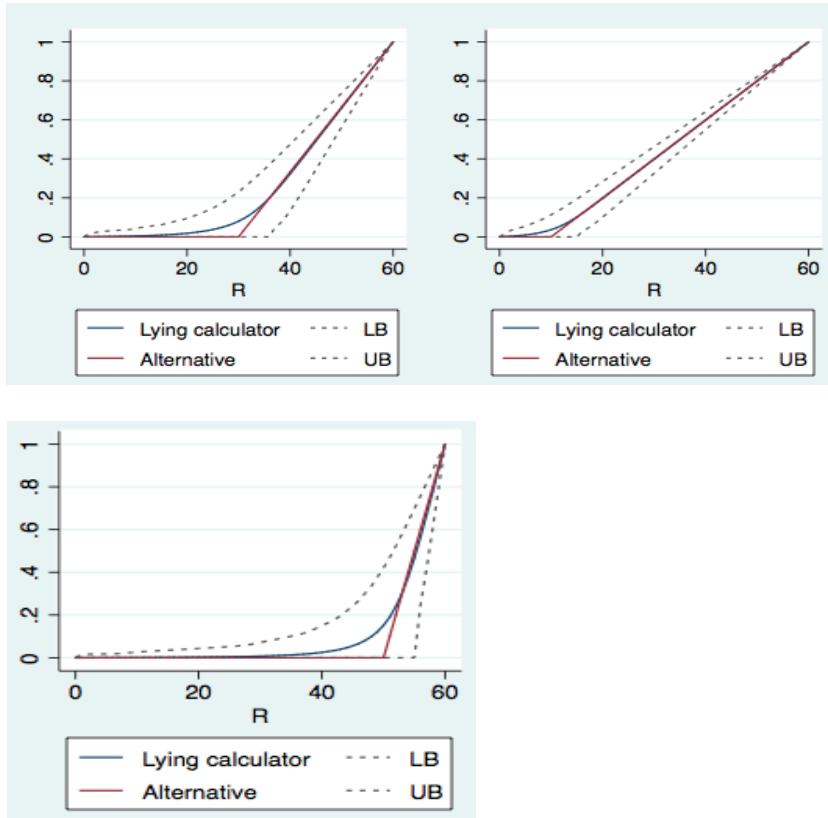 1
.8
.6
.4
.2
0
0 20 40 60
R
Lying calculator LB
Alternative UB
1
.8
.6
.4
.2
0
0 20 40 60
R
Lying calculator LB
Alternative UB
1
.8
.6
.4
.2
0
0 20 40 60
R
Lying calculator LB
Alternative UB